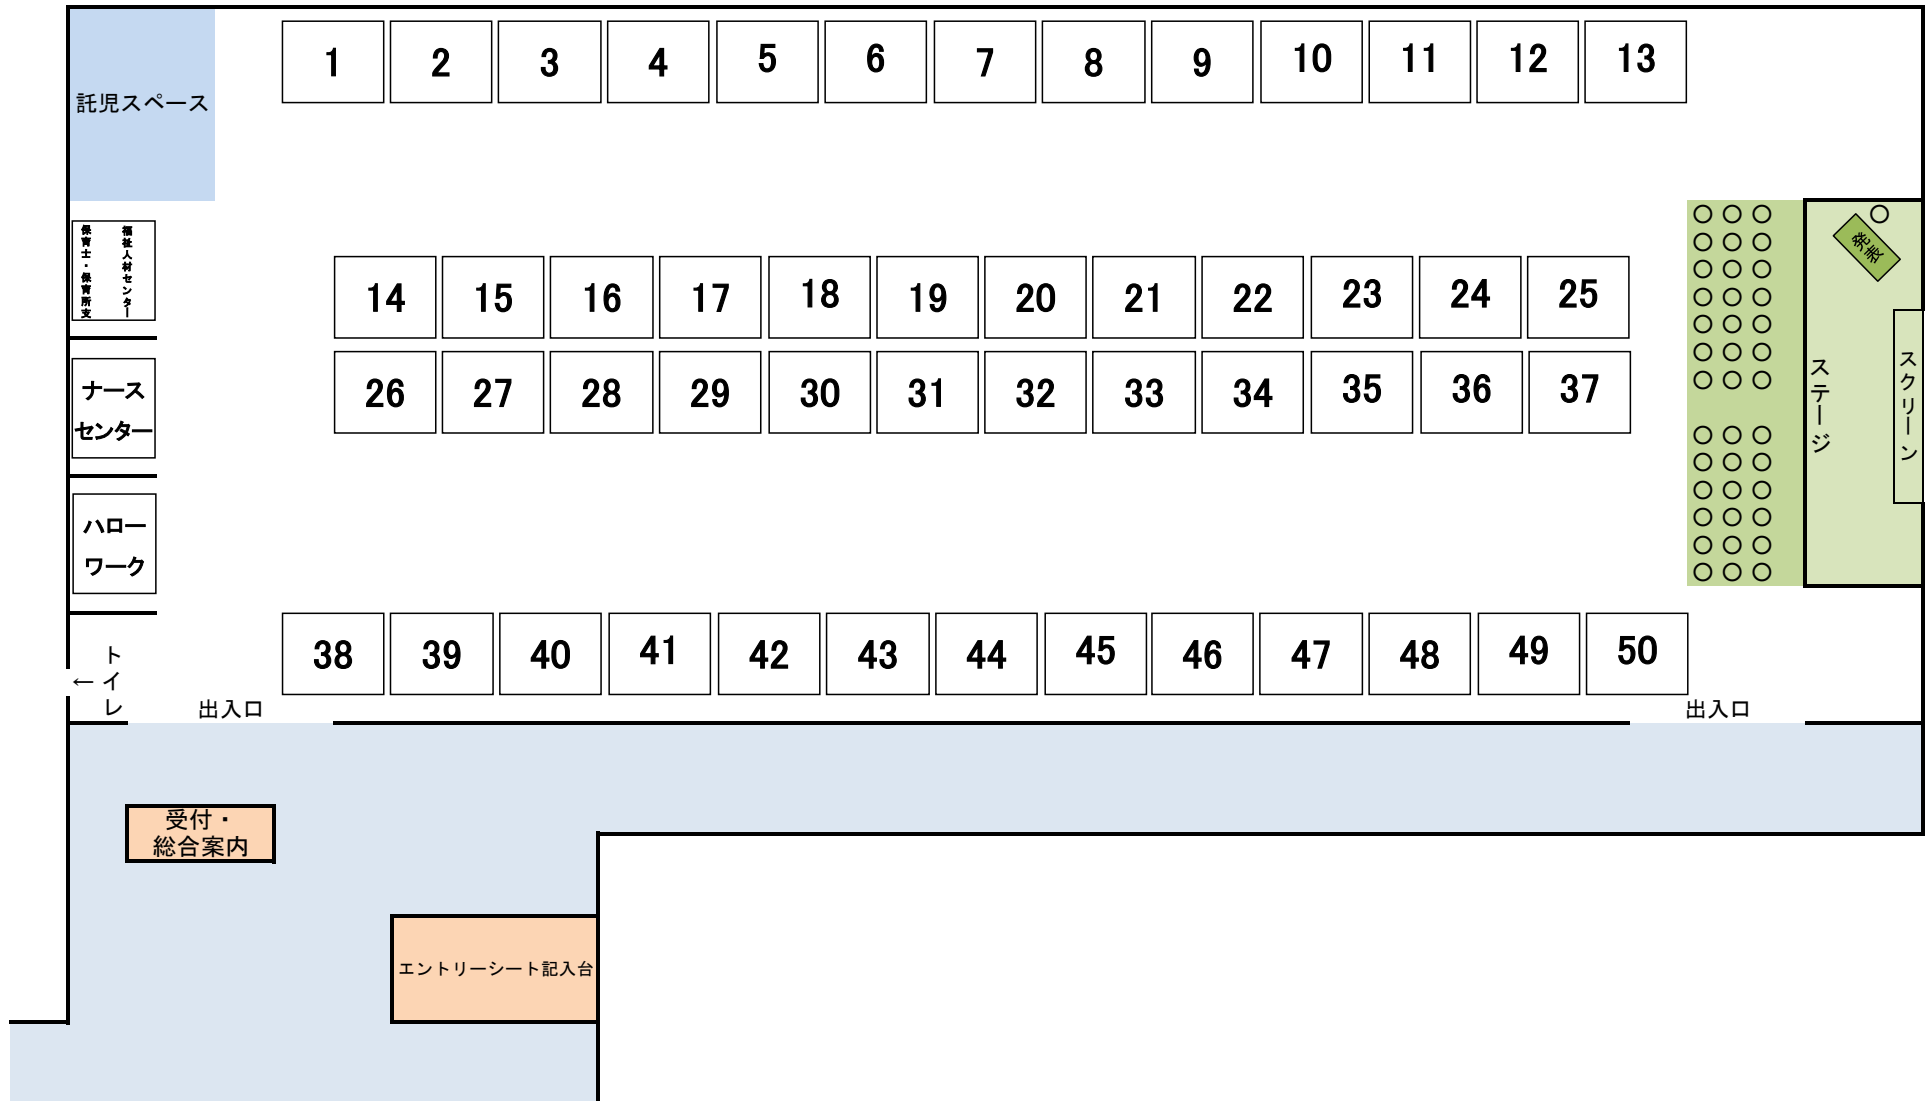 1 2 3 4 5 6 7 8 9 10 11 12 13
託児スペース
福祉人材センター
保育士・保育所支
14 15 16 17 18 19 20 21 22 23 24 25
発表
26 27 28 29 30 31 32 33 34 35 36 37
ナース
センター
ステージ
スクリーン
ハロー
ワーク
38 39 40 41 42 43 44 45 46 47 48 49 50
トイレ
←
出入口
出入口
受付・
総合案内
エントリーシート記入台